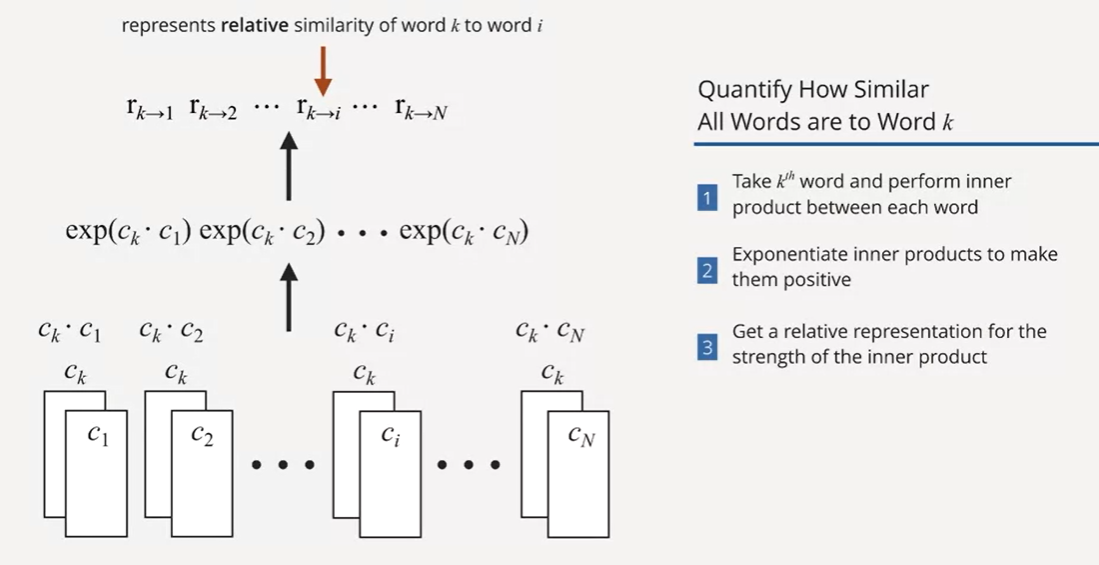 represents relative similarity of word k to word i
r_{k→1} r_{k→2} ··· r_{k→i} ··· r_{k→N}
exp(c_k · c_1) exp(c_k · c_2) • • • exp(c_k · c_N)
c_k · c_1 c_k · c_2 c_k · c_i c_k · c_N
c_k c_k c_k c_k
c_1 c_2 c_i c_N
• • • • • •
Quantify How Similar
All Words are to Word k
1 Take k^{th} word and perform inner
product between each word
2 Exponentiate inner products to make
them positive
3 Get a relative representation for the
strength of the inner product